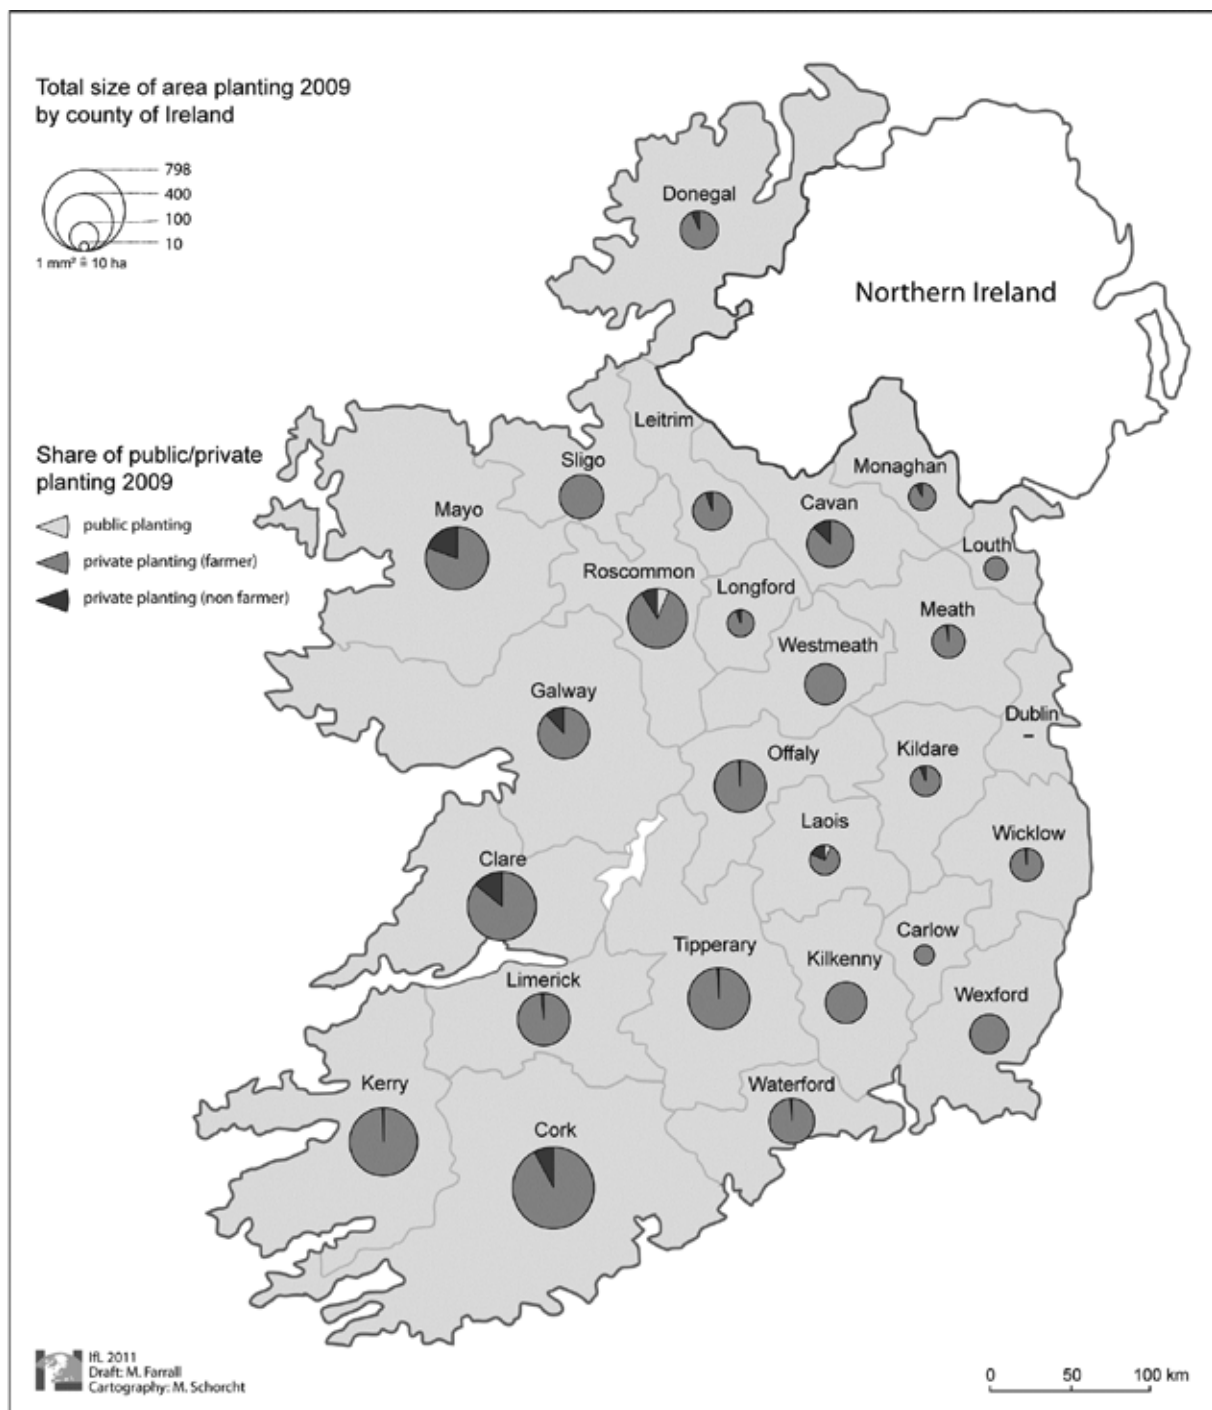 Total size of area planting 2009
by county of Ireland
798
400
100
10
1 mm² ≙ 10 ha
Share of public/private
planting 2009
public planting
private planting (farmer)
private planting (non farmer)
Donegal
Northern Ireland
Leitrim
Sligo
Monaghan
Mayo
Cavan
Louth
Roscommon
Longford
Meath
Westmeath
Galway
Dublin
Offaly
Kildare
Laois
Wicklow
Clare
Carlow
Tipperary
Kilkenny
Limerick
Wexford
Kerry
Waterford
Cork
IfL 2011
Draft: M. Farrall
Cartography: M. Schorcht
0 50 100 km